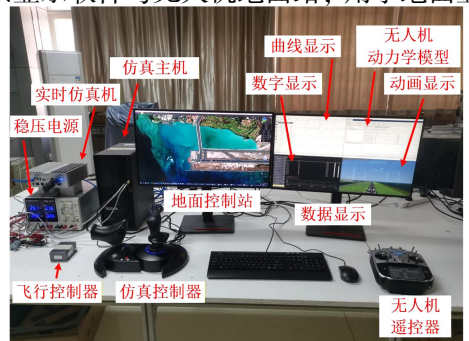 仿真主机
实时仿真机
稳压电源
曲线显示
数字显示
无人机
动力学模型
动画显示
地面控制站
数据显示
飞行控制器
仿真控制器
无人机
遥控器